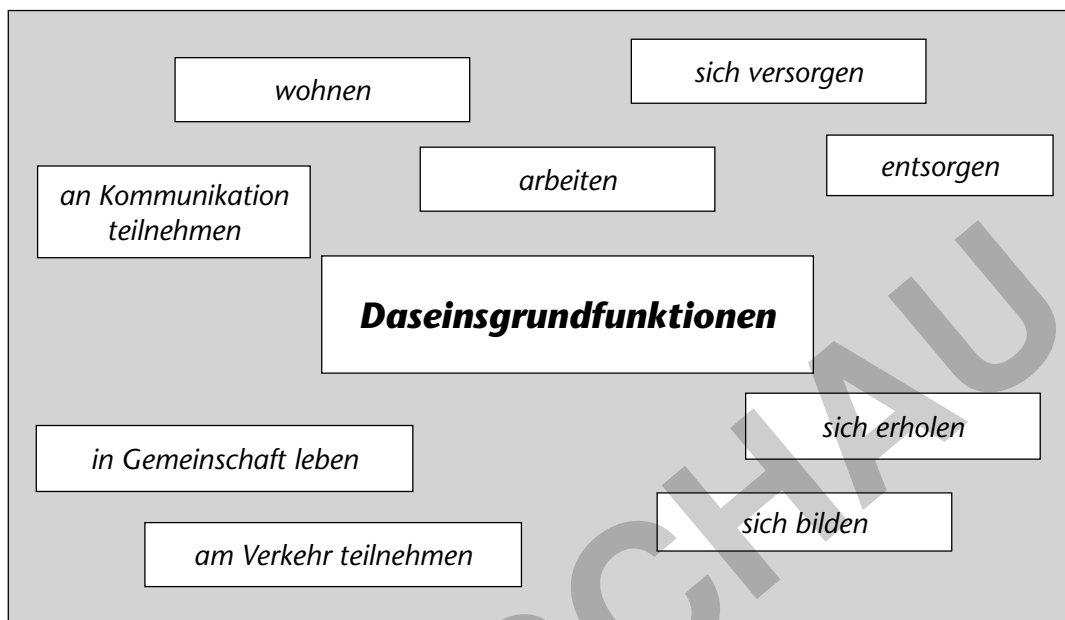 wohnen
sich versorgen
arbeiten
entsorgen
an Kommunikation
teilnehmen
Daseinsgrundfunktionen
sich erholen
in Gemeinschaft leben
sich bilden
am Verkehr teilnehmen
SCHAU